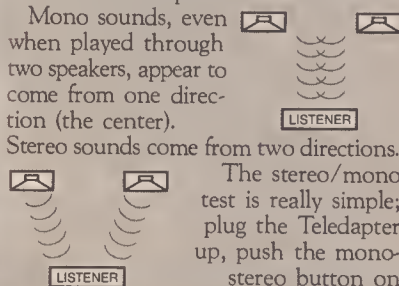 Mono sounds, even
when played through
two speakers, appear to
come from one direc-
tion (the center).
LISTENER
Stereo sounds come from two directions.
The stereo/mono
test is really simple;
plug the Teledapter
up, push the mono-
stereo button on
LISTENER